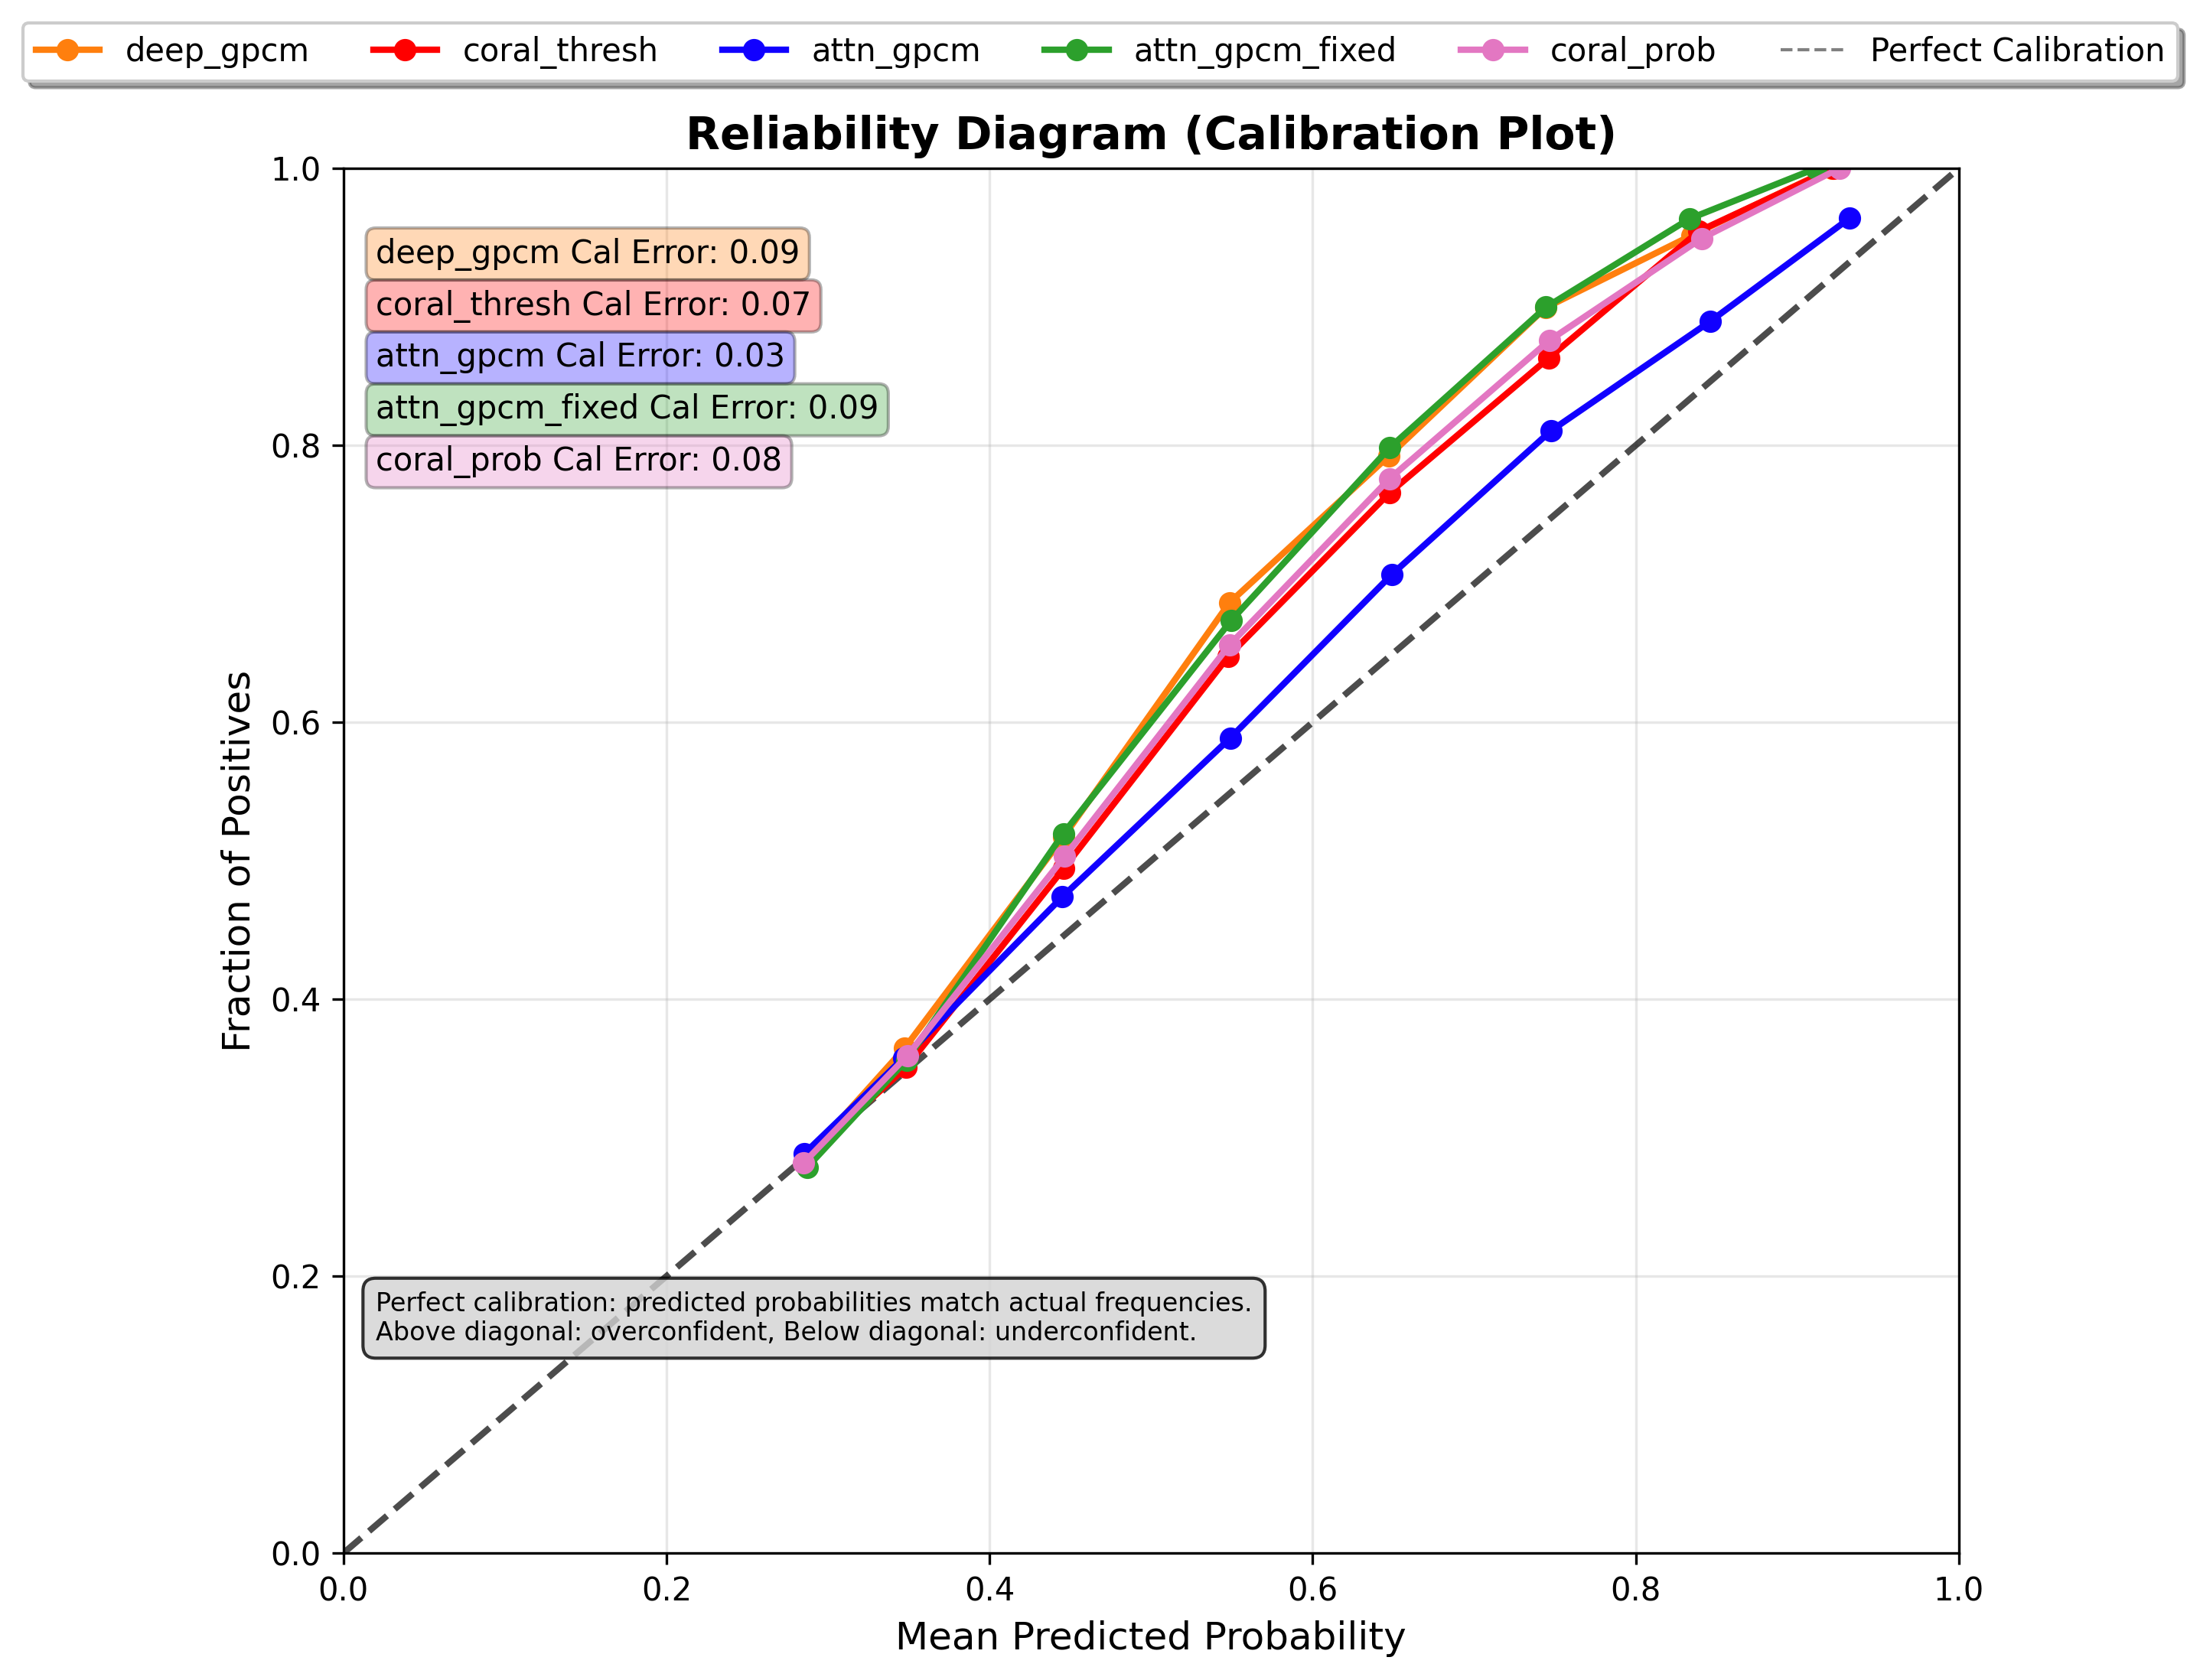 deep_gpcm coral_thresh attn_gpcm attn_gpcm_fixed coral_prob Perfect Calibration
Reliability Diagram (Calibration Plot)
1.0
0.8
0.6
0.4
0.2
0.0
Fraction of Positives
deep_gpcm Cal Error: 0.09
coral_thresh Cal Error: 0.07
attn_gpcm Cal Error: 0.03
attn_gpcm_fixed Cal Error: 0.09
coral_prob Cal Error: 0.08
Perfect calibration: predicted probabilities match actual frequencies.
Above diagonal: overconfident, Below diagonal: underconfident.
0.0 0.2 0.4 0.6 0.8 1.0
Mean Predicted Probability